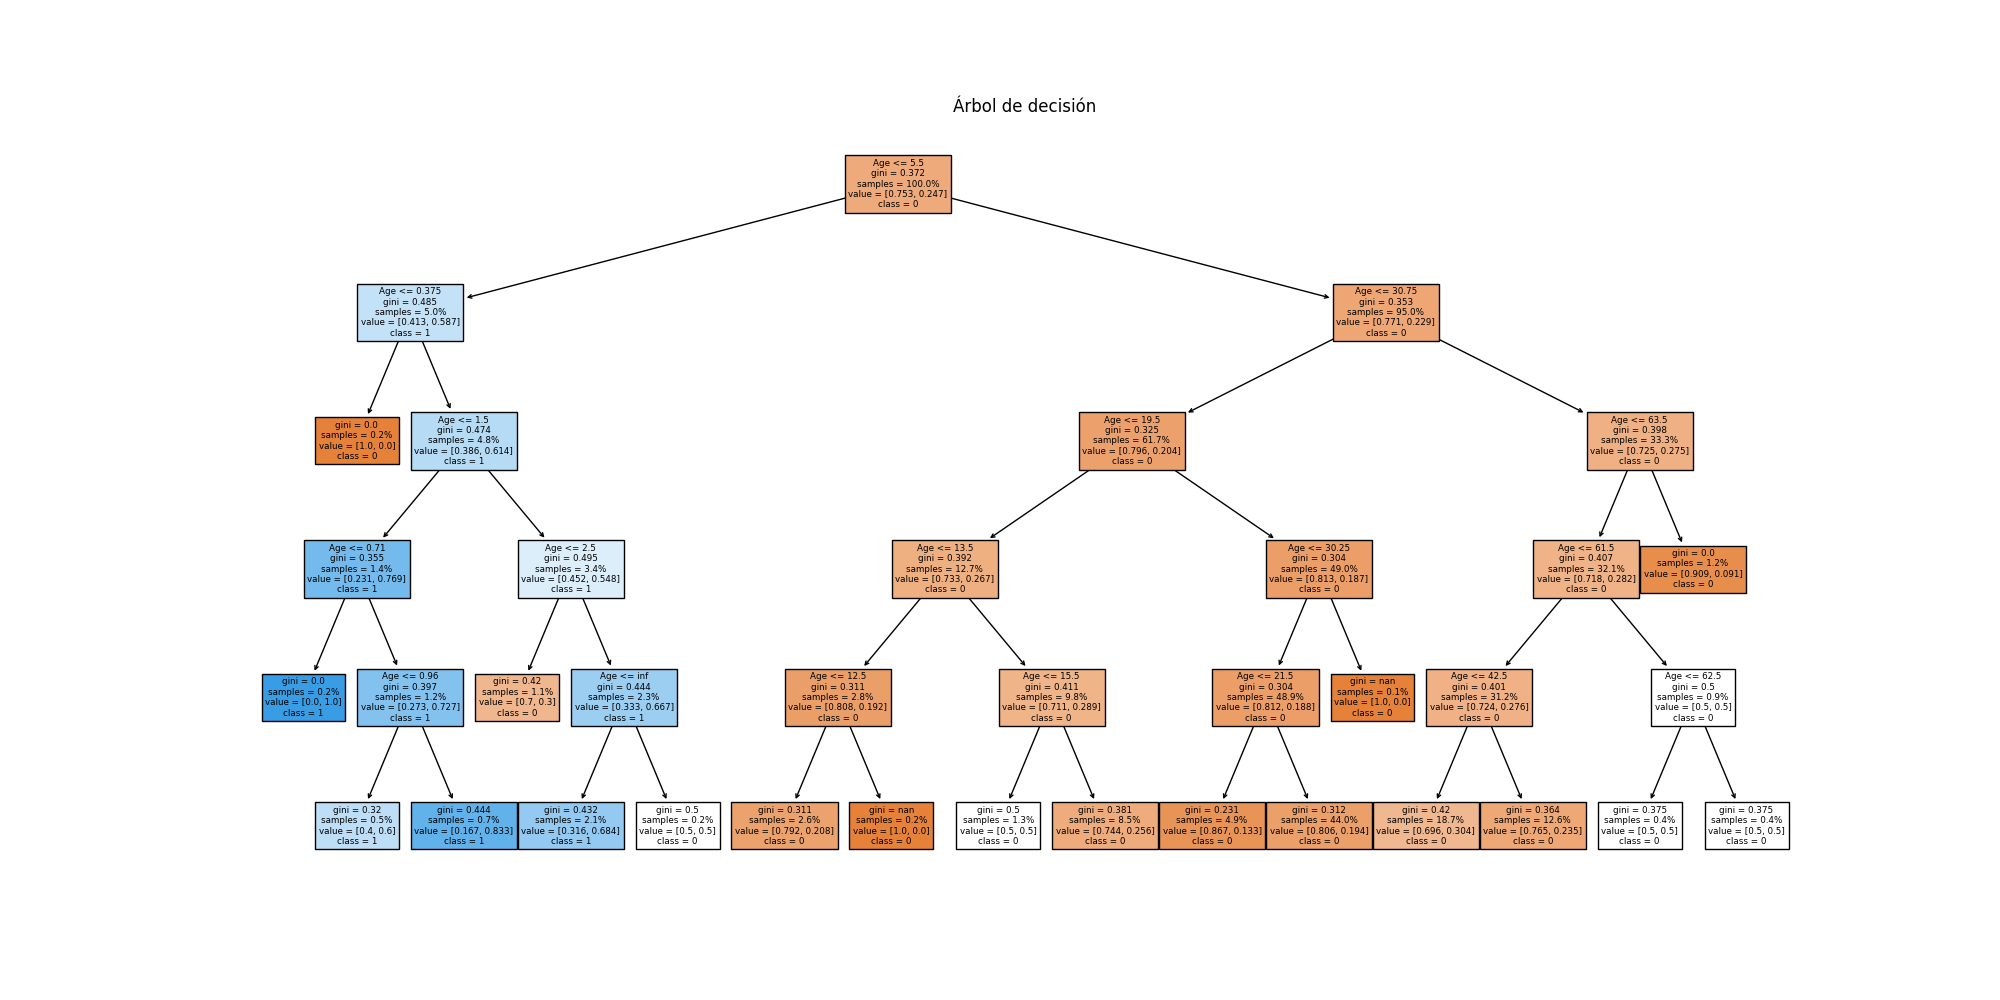 Árbol de decisión
Age <= 5.5
gini = 0.372
samples = 100.0%
value = [0.753, 0.247]
class = 0
Age <= 0.375
gini = 0.485
samples = 5.0%
value = [0.413, 0.587]
class = 1
Age <= 30.75
gini = 0.353
samples = 95.0%
value = [0.771, 0.229]
class = 0
gini = 0.0
samples = 0.2%
value = [1.0, 0.0]
class = 0
Age <= 1.5
gini = 0.474
samples = 4.8%
value = [0.386, 0.614]
class = 1
Age <= 19.5
gini = 0.325
samples = 61.7%
value = [0.796, 0.204]
class = 0
Age <= 63.5
gini = 0.398
samples = 33.3%
value = [0.725, 0.275]
class = 0
Age <= 0.71
gini = 0.355
samples = 1.4%
value = [0.231, 0.769]
class = 1
Age <= 2.5
gini = 0.495
samples = 3.4%
value = [0.452, 0.548]
class = 1
Age <= 13.5
gini = 0.392
samples = 12.7%
value = [0.733, 0.267]
class = 0
Age <= 30.25
gini = 0.304
samples = 49.0%
value = [0.813, 0.187]
class = 0
Age <= 61.5
gini = 0.407
samples = 32.1%
value = [0.718, 0.282]
class = 0
gini = 0.0
samples = 1.2%
value = [0.909, 0.091]
class = 0
gini = 0.0
samples = 0.2%
value = [0.0, 1.0]
class = 1
Age <= 0.96
gini = 0.397
samples = 1.2%
value = [0.273, 0.727]
class = 1
gini = 0.42
samples = 1.1%
value = [0.7, 0.3]
class = 0
Age <= inf
gini = 0.444
samples = 2.3%
value = [0.333, 0.667]
class = 1
Age <= 12.5
gini = 0.311
samples = 2.8%
value = [0.808, 0.192]
class = 0
Age <= 15.5
gini = 0.411
samples = 9.8%
value = [0.711, 0.289]
class = 0
Age <= 21.5
gini = 0.304
samples = 48.9%
value = [0.812, 0.188]
class = 0
gini = nan
samples = 0.1%
value = [1.0, 0.0]
class = 0
Age <= 42.5
gini = 0.401
samples = 31.2%
value = [0.724, 0.276]
class = 0
Age <= 62.5
gini = 0.5
samples = 0.9%
value = [0.5, 0.5]
class = 0
gini = 0.32
samples = 0.5%
value = [0.4, 0.6]
class = 1
gini = 0.444
samples = 0.7%
value = [0.167, 0.833]
class = 1
gini = 0.432
samples = 2.1%
value = [0.316, 0.684]
class = 1
gini = 0.5
samples = 0.2%
value = [0.5, 0.5]
class = 0
gini = 0.311
samples = 2.6%
value = [0.792, 0.208]
class = 0
gini = nan
samples = 0.2%
value = [1.0, 0.0]
class = 0
gini = 0.5
samples = 1.3%
value = [0.5, 0.5]
class = 0
gini = 0.381
samples = 8.5%
value = [0.744, 0.256]
class = 0
gini = 0.231
samples = 4.9%
value = [0.867, 0.133]
class = 0
gini = 0.312
samples = 44.0%
value = [0.806, 0.194]
class = 0
gini = 0.42
samples = 18.7%
value = [0.696, 0.304]
class = 0
gini = 0.364
samples = 12.6%
value = [0.765, 0.235]
class = 0
gini = 0.375
samples = 0.4%
value = [0.5, 0.5]
class = 0
gini = 0.375
samples = 0.4%
value = [0.5, 0.5]
class = 0